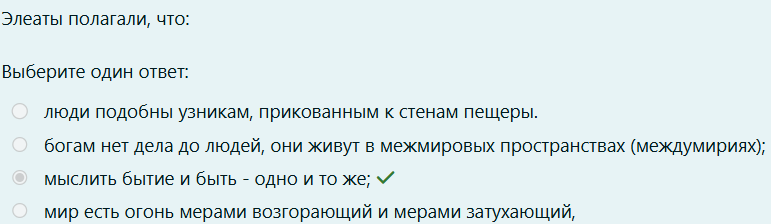 Элеаты полагали, что:
Выберите один ответ:
люди подобны узникам, прикованным к стенам пещеры.
богам нет дела до людей, они живут в межмировых пространствах (междумириях);
мыслить бытие и быть - одно и то же;
мир есть огонь мерами возгорающий и мерами затухающий,